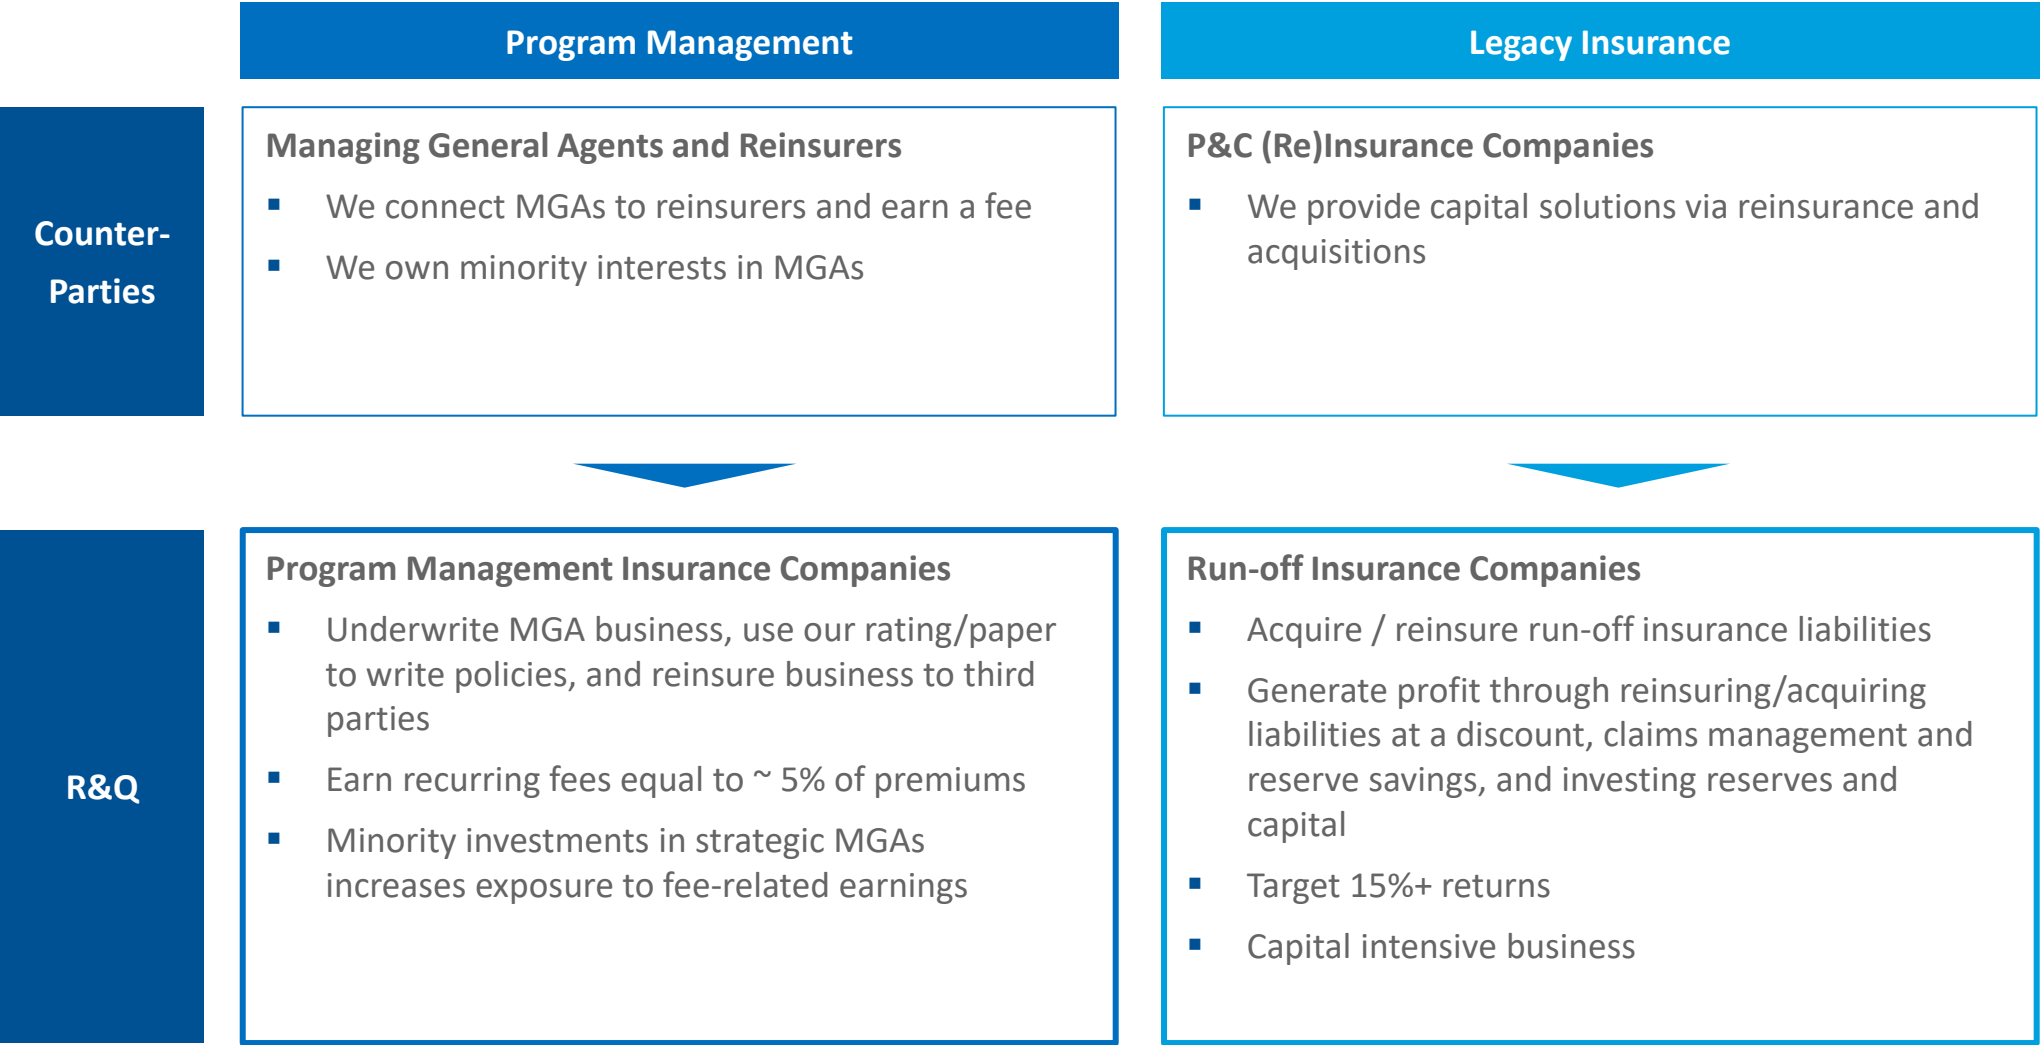 Program Management
Legacy Insurance
Counter-
Parties
Managing General Agents and Reinsurers
▪ We connect MGAs to reinsurers and earn a fee
▪ We own minority interests in MGAs
P&C (Re)Insurance Companies
▪ We provide capital solutions via reinsurance and
acquisitions
R&Q
Program Management Insurance Companies
▪ Underwrite MGA business, use our rating/paper
to write policies, and reinsure business to third
parties
▪ Earn recurring fees equal to ~ 5% of premiums
▪ Minority investments in strategic MGAs
increases exposure to fee-related earnings
Run-off Insurance Companies
▪ Acquire / reinsure run-off insurance liabilities
▪ Generate profit through reinsuring/acquiring
liabilities at a discount, claims management and
reserve savings, and investing reserves and
capital
▪ Target 15%+ returns
▪ Capital intensive business